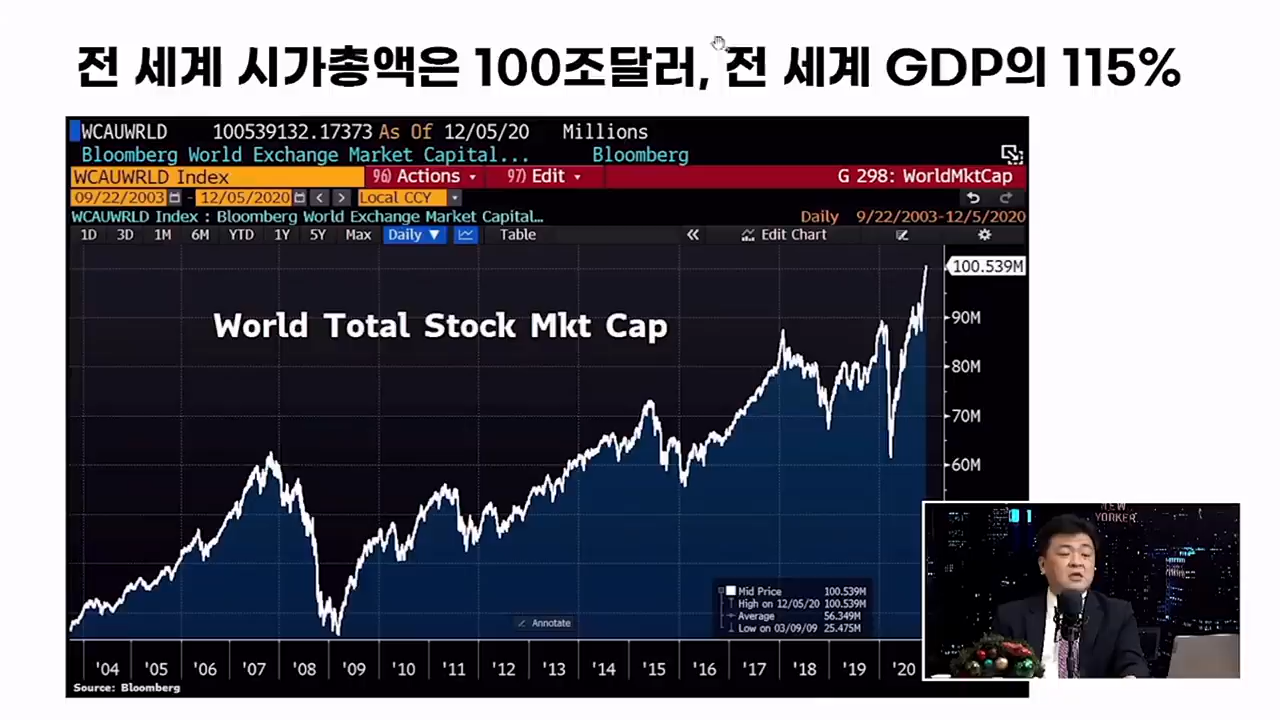 전 세계 시가총액은 100조달러, 전 세계 GDP의 115%
WCAUWRLD 100539132.17373 As Of 12/05/20 Millions
Bloomberg World Exchange Market Capital... Bloomberg
WCAUWRLD Index 96) Actions 97) Edit G 298: WorldMktCap
09/22/2003 - 12/05/2020 Local CCY
WCAUWRLD Index : Bloomberg World Exchange Market Capital... Daily 9/22/2003-12/5/2020
1D 3D 1M 6M YTD 1Y 5Y Max Daily ▼ Table « Edit Chart
100.539M
World Total Stock Mkt Cap
90M
80M
70M
60M
NEW
YORKER
Mid Price 100.539M
High on 12/05/20 100.539M
Average 56.349M
Low on 03/09/09 25.475M
Annotate
'04 '05 '06 '07 '08 '09 '10 '11 '12 '13 '14 '15 '16 '17 '18 '19 '20
Source: Bloomberg